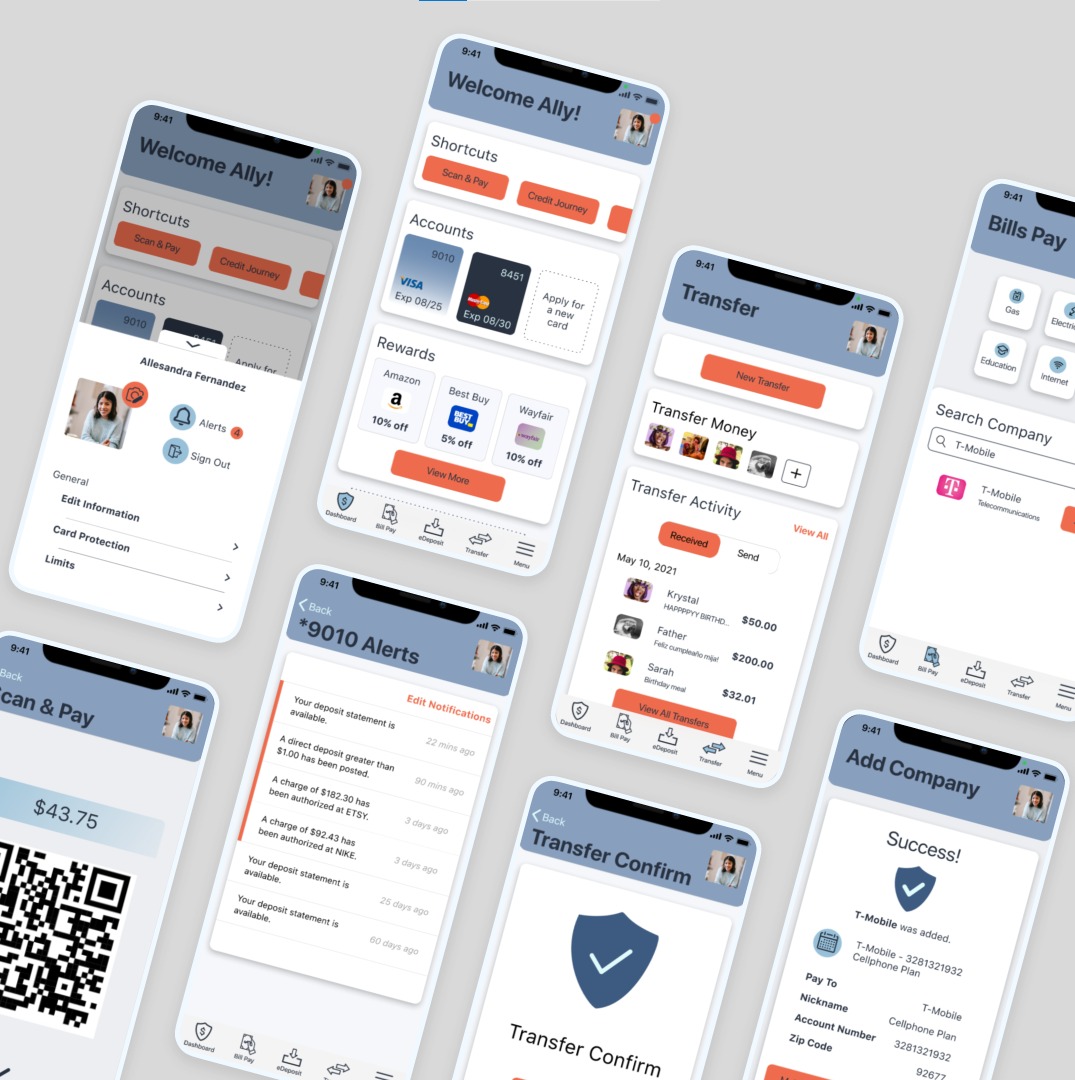 9:41
Welcome Ally!
Shortcuts
Scan & Pay
Credit Journey
Accounts
9010
Apply for
Allesandra Fernandez
Alerts 4
Sign Out
General
Edit Information
Card Protection
Limits
9:41
Welcome Ally!
Shortcuts
Scan & Pay
Credit Journey
Accounts
9010
VISA
Exp 08/25
8451
MasterCard
Exp 08/30
Apply for
a new
card
Rewards
Amazon
a
10% off
Best Buy
BEST
BUY
5% off
Wayfair
wayfair
10% off
View More
Dashboard
Bill Pay
eDeposit
Transfer
Menu
9:41
Transfer
New Transfer
Transfer Money
+
Transfer Activity
View All
Received
Send
May 10, 2021
Krystal
HAPPPPYY BIRTHD...
$50.00
Father
Feliz cumpleaño mija!
$200.00
Sarah
Birthday meal
$32.01
View All Transfers
Dashboard
Bill Pay
eDeposit
Transfer
Menu
9:41
Bills Pay
Gas
Electric
Education
Internet
Search Company
T-Mobile
T
T-Mobile
Telecommunications
Dashboard
Bill Pay
eDeposit
Transfer
Menu
9:41
Back
can & Pay
$43.75
9:41
Back
*9010 Alerts
Edit Notifications
Your deposit statement is
available.
22 mins ago
A direct deposit greater than
$1.00 has been posted.
90 mins ago
A charge of $182.30 has
been authorized at ETSY.
3 days ago
A charge of $92.43 has
been authorized at NIKE.
3 days ago
Your deposit statement is
available.
25 days ago
Your deposit statement is
available.
60 days ago
Dashboard
Bill Pay
eDeposit
9:41
Back
Transfer Confirm
Transfer Confirm
9:41
Add Company
Success!
T-Mobile was added.
T-Mobile - 3281321932
Cellphone Plan
Pay To
T-Mobile
Nickname
Cellphone Plan
Account Number
3281321932
Zip Code
92677